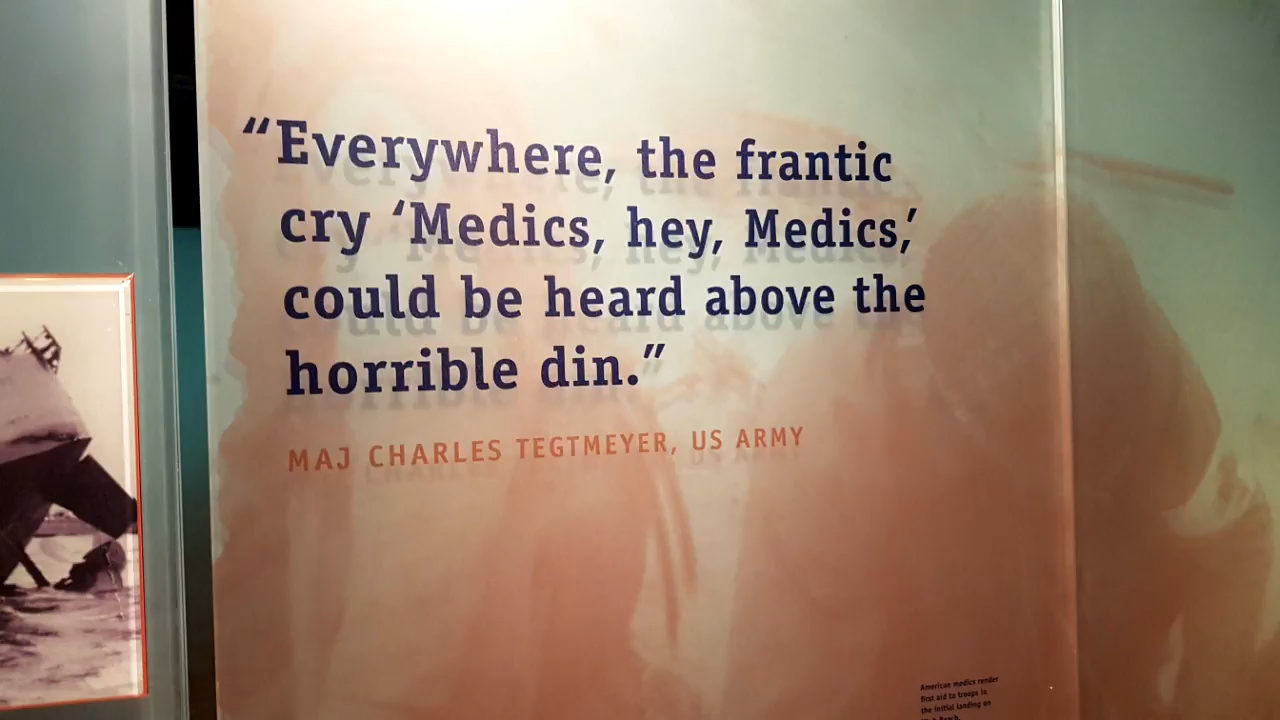 “Everywhere, the frantic
cry ‘Medics, hey, Medics,’
could be heard above the
horrible din.”
MAJ CHARLES TEGTMEYER, US ARMY
American medics render
first aid to troops in
the initial landing on
Beach.